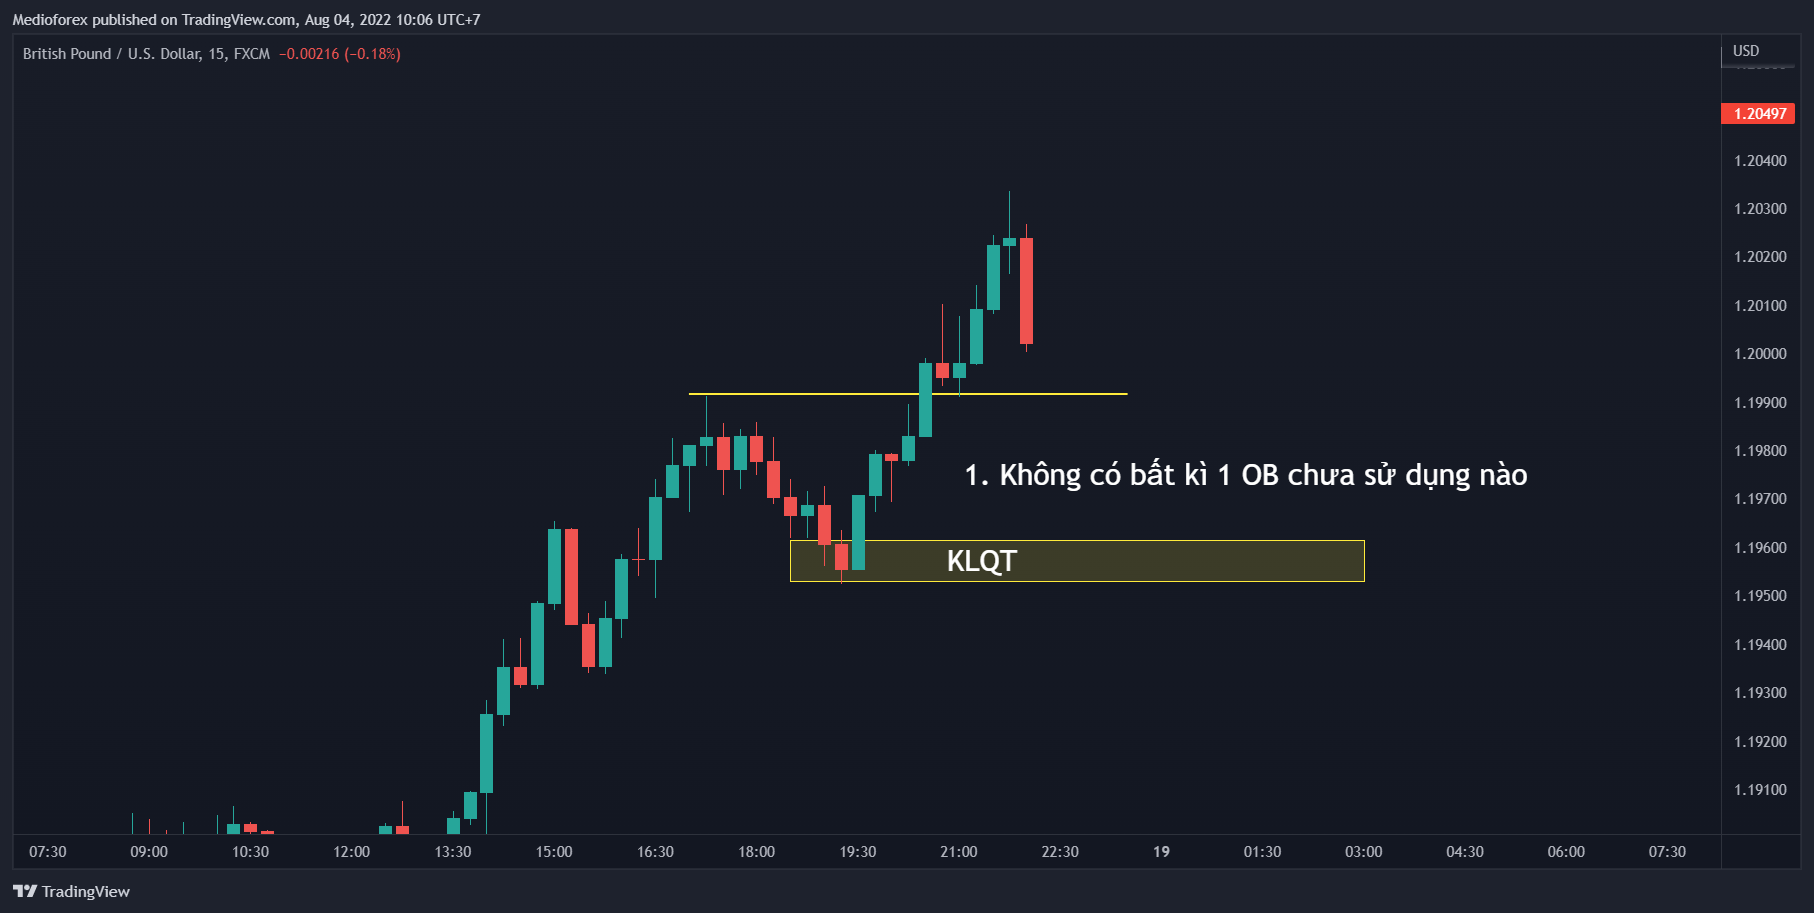 Medioforex published on TradingView.com, Aug 04, 2022 10:06 UTC+7
British Pound / U.S. Dollar, 15, FXCM −0.00216 (−0.18%)
USD
1.20497
1.20400
1.20300
1.20200
1.20100
1.20000
1.19900
1.19800
1. Không có bất kì 1 OB chưa sử dụng nào
1.19700
1.19600
KLQT
1.19500
1.19400
1.19300
1.19200
1.19100
07:30 09:00 10:30 12:00 13:30 15:00 16:30 18:00 19:30 21:00 22:30 19 01:30 03:00 04:30 06:00 07:30
TradingView